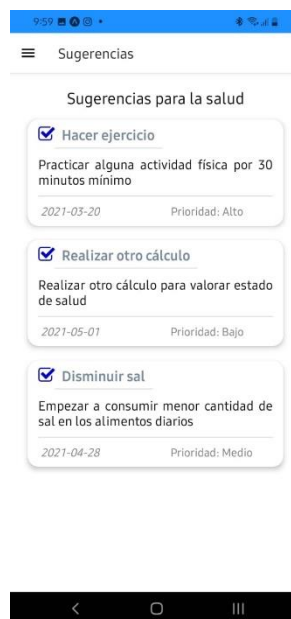 9:59
Sugerencias
Sugerencias para la salud
Hacer ejercicio
Practicar alguna actividad física por 30
minutos mínimo
2021-03-20 Prioridad: Alto
Realizar otro cálculo
Realizar otro cálculo para valorar estado
de salud
2021-05-01 Prioridad: Bajo
Disminuir sal
Empezar a consumir menor cantidad de
sal en los alimentos diarios
2021-04-28 Prioridad: Medio